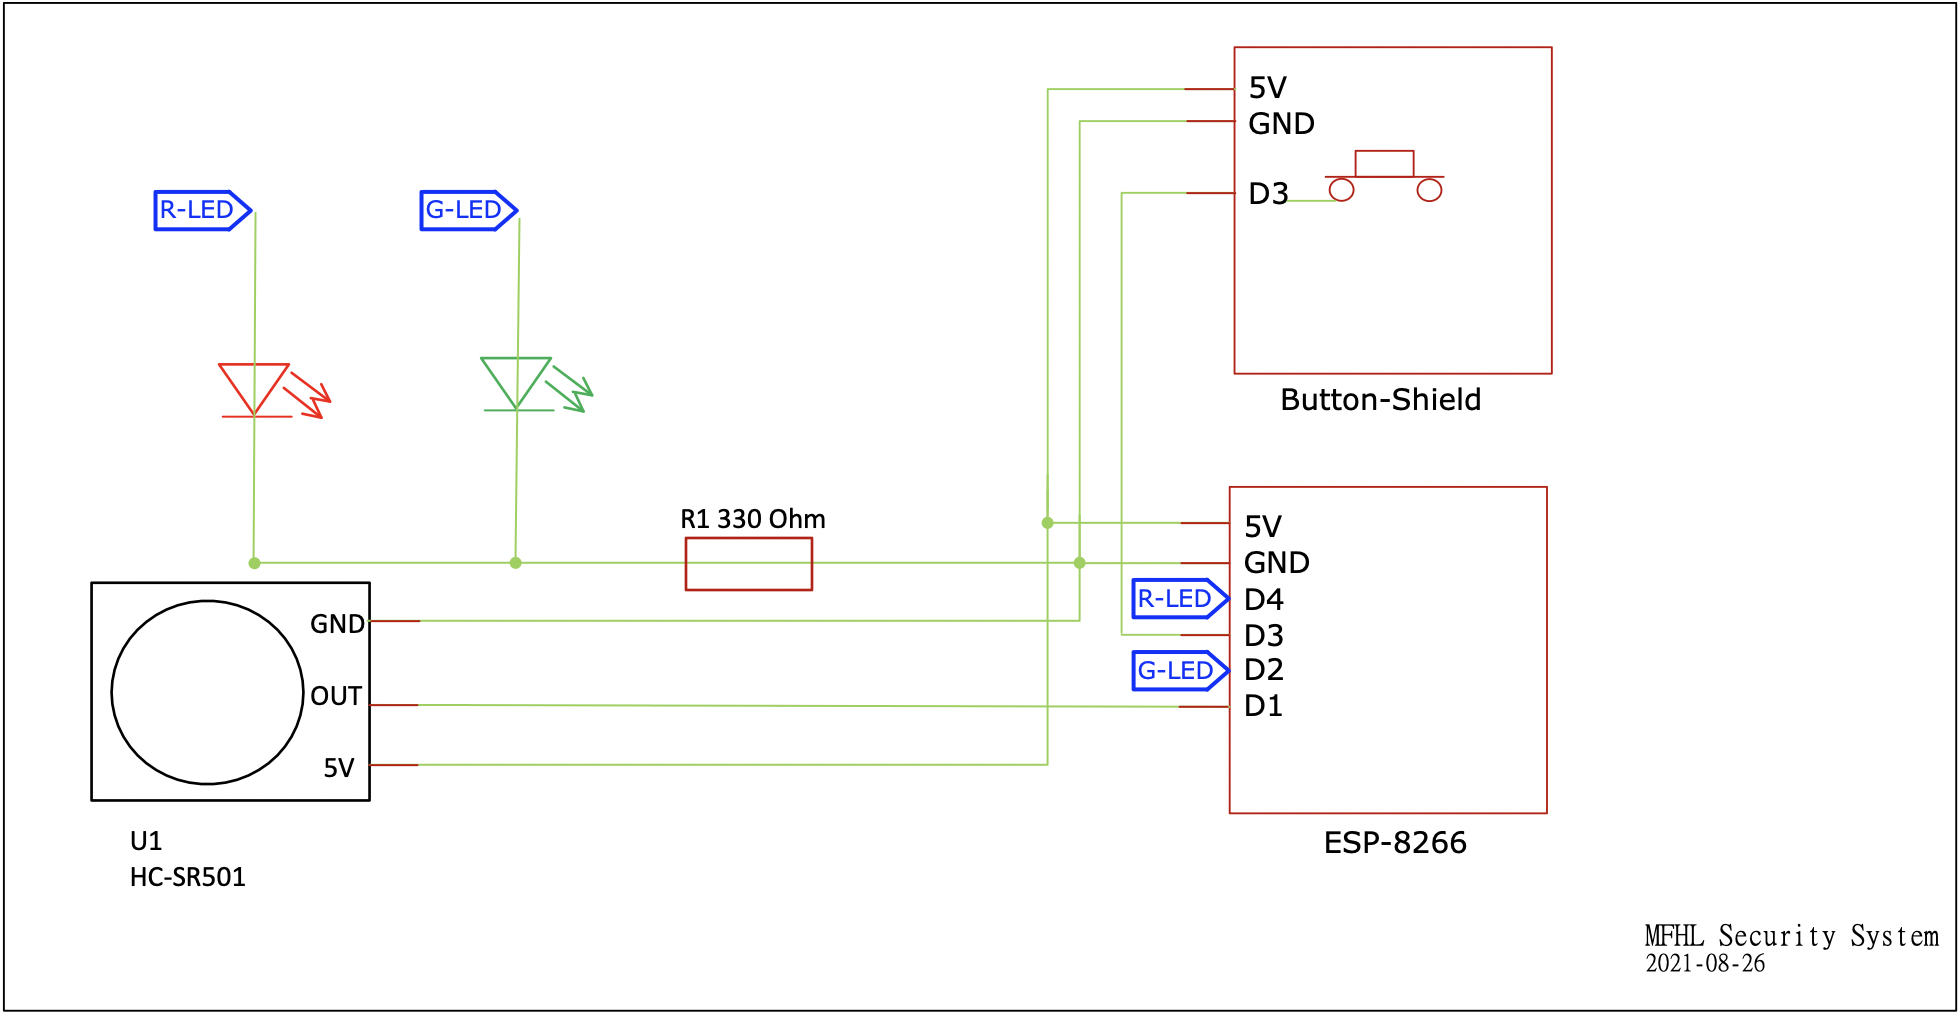 5V
GND
D3
Button-Shield
R-LED
G-LED
R1 330 Ohm
5V
GND
R-LED
D4
D3
G-LED
D2
D1
ESP-8266
GND
OUT
5V
U1
HC-SR501
MFHL Security System
2021-08-26